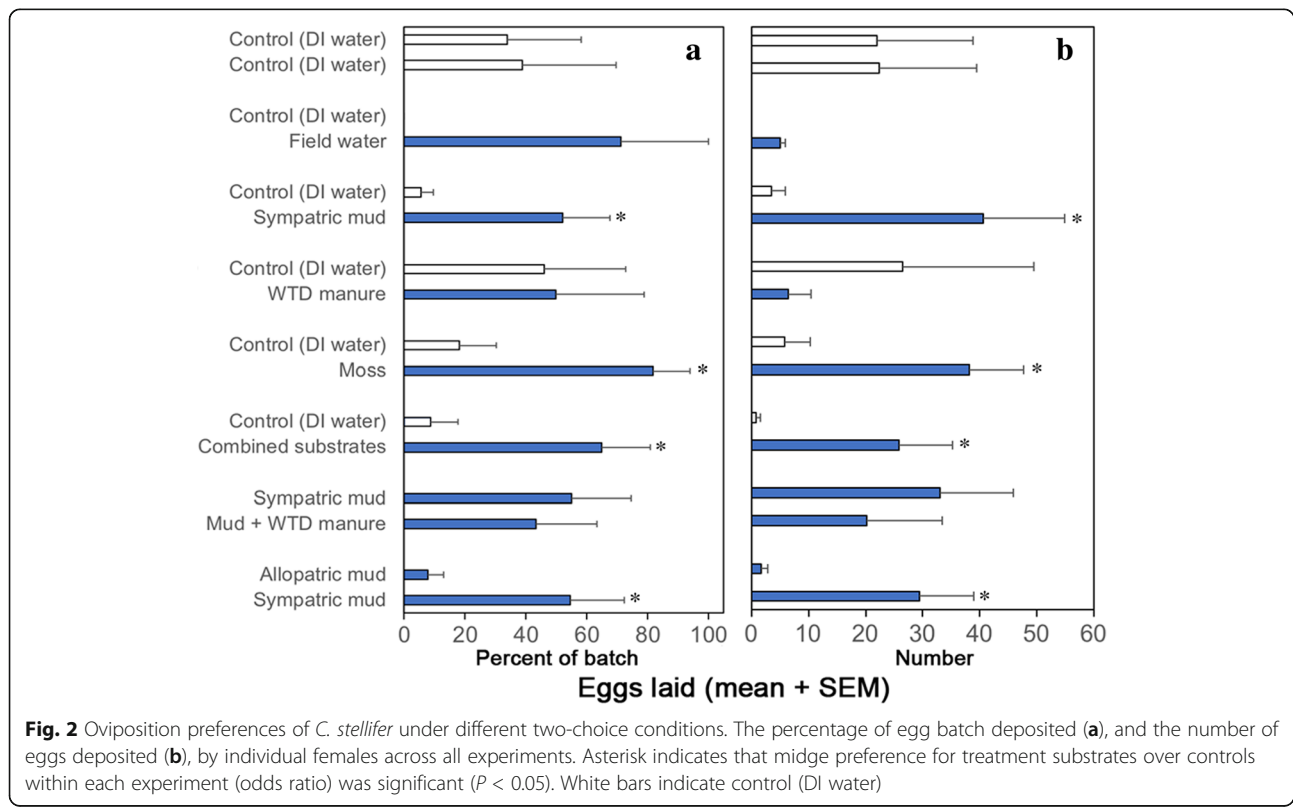 Control (DI water)
Control (DI water)
a
b
Control (DI water)
Field water
Control (DI water)
Sympatric mud
*
*
Control (DI water)
WTD manure
Control (DI water)
Moss
*
*
Control (DI water)
Combined substrates
*
*
Sympatric mud
Mud + WTD manure
Allopatric mud
Sympatric mud
*
*
0 20 40 60 80 100
0 10 20 30 40 50 60
Percent of batch
Number
Eggs laid (mean + SEM)
Fig. 2 Oviposition preferences of C. stellifer under different two-choice conditions. The percentage of egg batch deposited (a), and the number of
eggs deposited (b), by individual females across all experiments. Asterisk indicates that midge preference for treatment substrates over controls
within each experiment (odds ratio) was significant (P < 0.05). White bars indicate control (DI water)